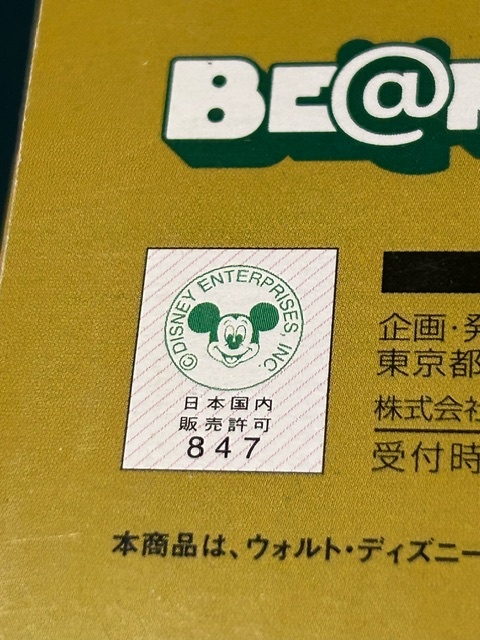 BE@R
©DISNEY ENTERPRISES, INC.
日本国内
販売許可
847
企画・発
東京都
株式会社
受付時
本商品は、ウォルト・ディズニー